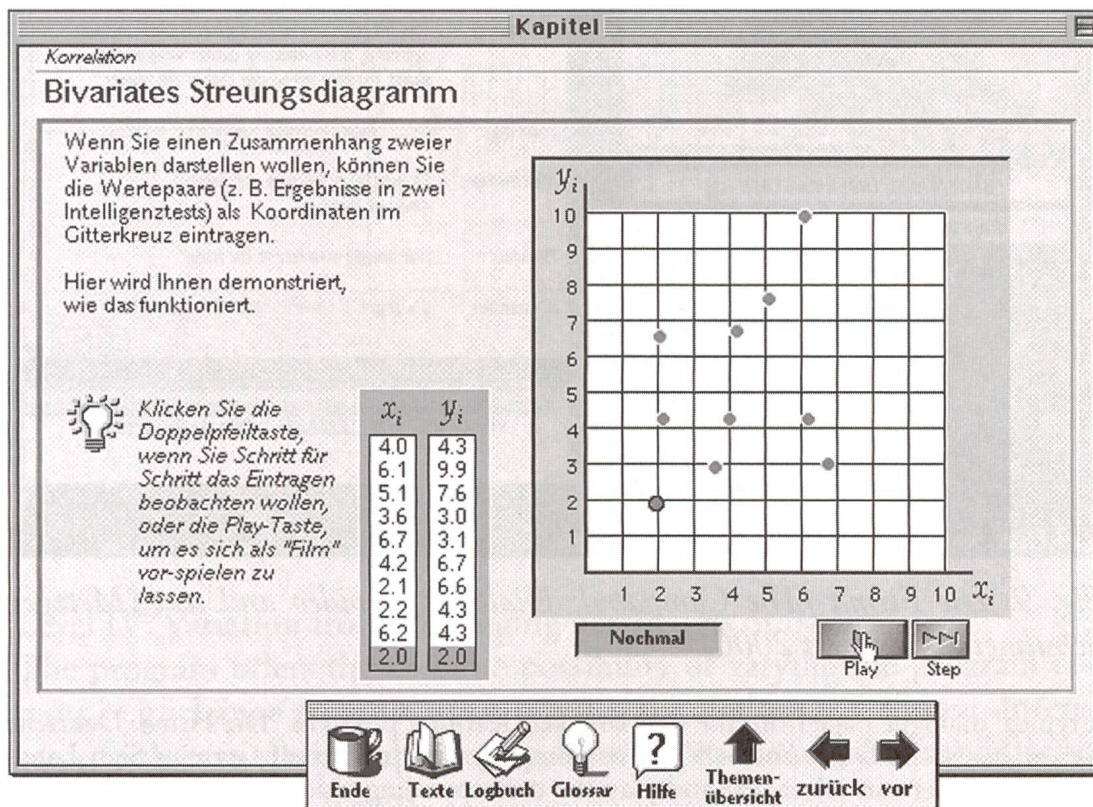 Kapitel
Korrelation
Bivariates Streungsdiagramm
Wenn Sie einen Zusammenhang zweier
Variablen darstellen wollen, können Sie
die Wertepaare (z. B. Ergebnisse in zwei
Intelligenztests) als Koordinaten im
Gitterkreuz eintragen.
Hier wird Ihnen demonstriert,
wie das funktioniert.
Klicken Sie die
Doppelpfeiltaste,
wenn Sie Schritt für
Schritt das Eintragen
beobachten wollen,
oder die Play-Taste,
um es sich als "Film"
vor-spielen zu
lassen.
xi yi
4.0 4.3
6.1 9.9
5.1 7.6
3.6 3.0
6.7 3.1
4.2 6.7
2.1 6.6
2.2 4.3
6.2 4.3
2.0 2.0
yi
10
9
8
7
6
5
4
3
2
1
1 2 3 4 5 6 7 8 9 10 xi
Nochmal
Play
Step
Ende
Texte
Logbuch
Glossar
?
Hilfe
Themen-
übersicht
zurück
vor